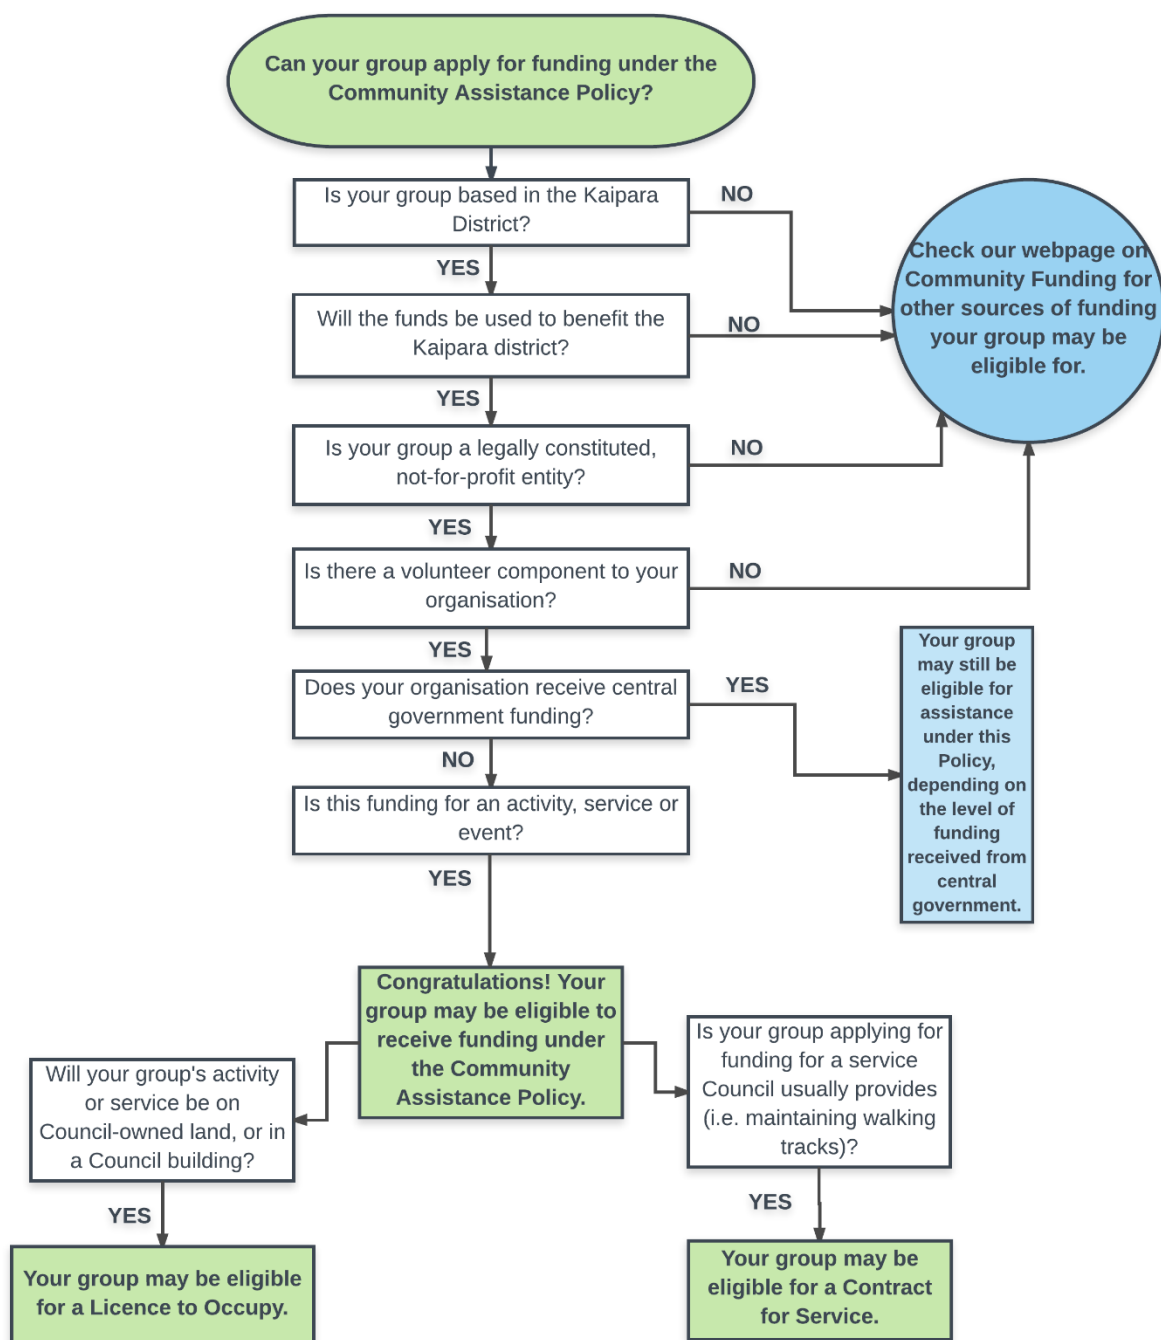 Can your group apply for funding under the
Community Assistance Policy?
Is your group based in the Kaipara
District?
NO
YES
Check our webpage on
Community Funding for
other sources of funding
your group may be
eligible for.
Will the funds be used to benefit the
Kaipara district?
NO
YES
Is your group a legally constituted,
not-for-profit entity?
NO
YES
Is there a volunteer component to your
organisation?
NO
YES
Does your organisation receive central
government funding?
YES
NO
Your group
may still be
eligible for
assistance
under this
Policy,
depending on
the level of
funding
received from
central
government.
Is this funding for an activity, service or
event?
YES
Congratulations! Your
group may be eligible to
receive funding under
the Community
Assistance Policy.
Will your group's activity
or service be on
Council-owned land, or in
a Council building?
YES
Your group may be eligible
for a Licence to Occupy.
Is your group applying for
funding for a service
Council usually provides
(i.e. maintaining walking
tracks)?
YES
Your group may be
eligible for a Contract
for Service.